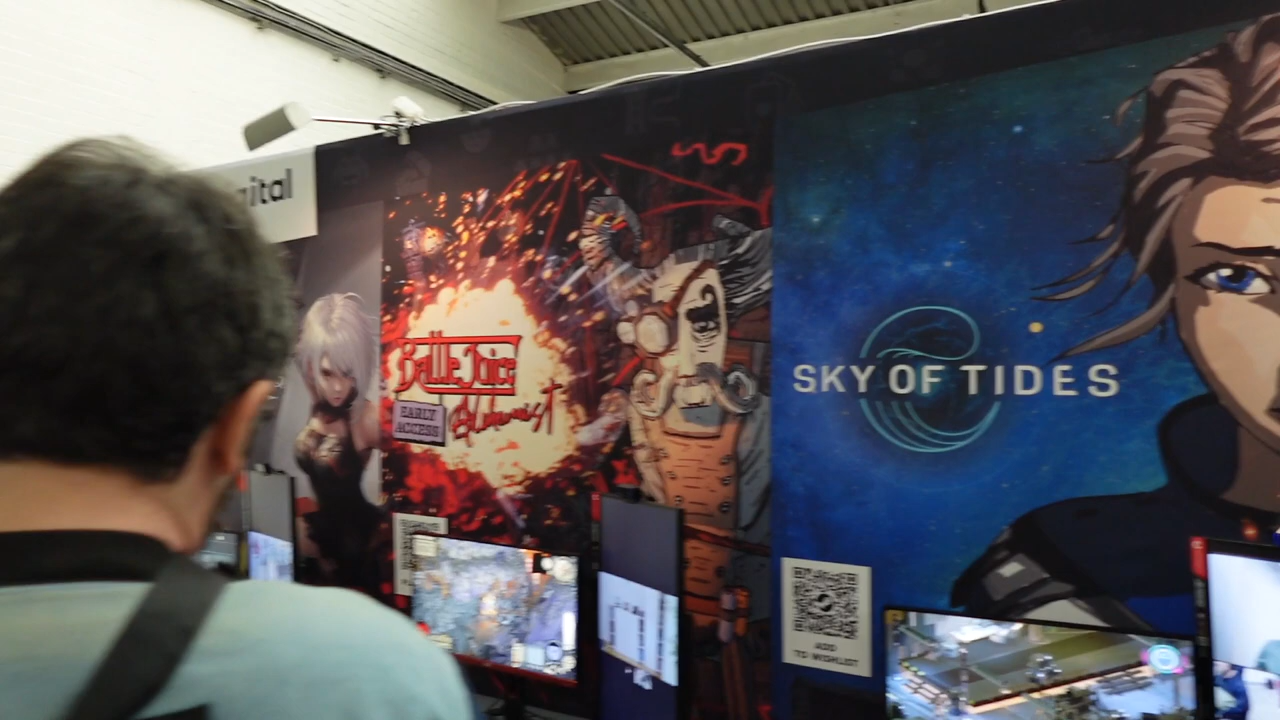 ital
Battle Juice
Alchemist
EARLY
ACCESS
SKY OF TIDES
ADD
TO WISHLIST